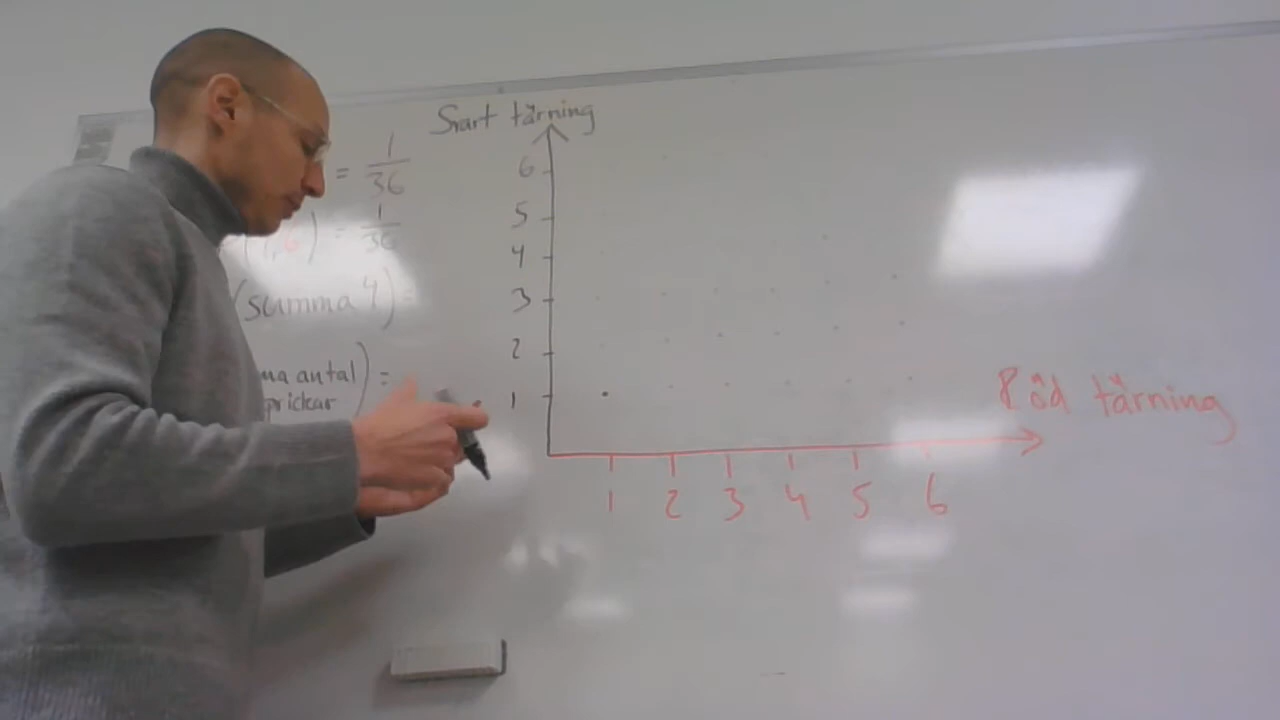 = 1/36
(1,6) = 1/36
(summa 4) =
ma antal) =
prickar
Svart tärning
6
5
4
3
2
1
Röd tärning
1 2 3 4 5 6